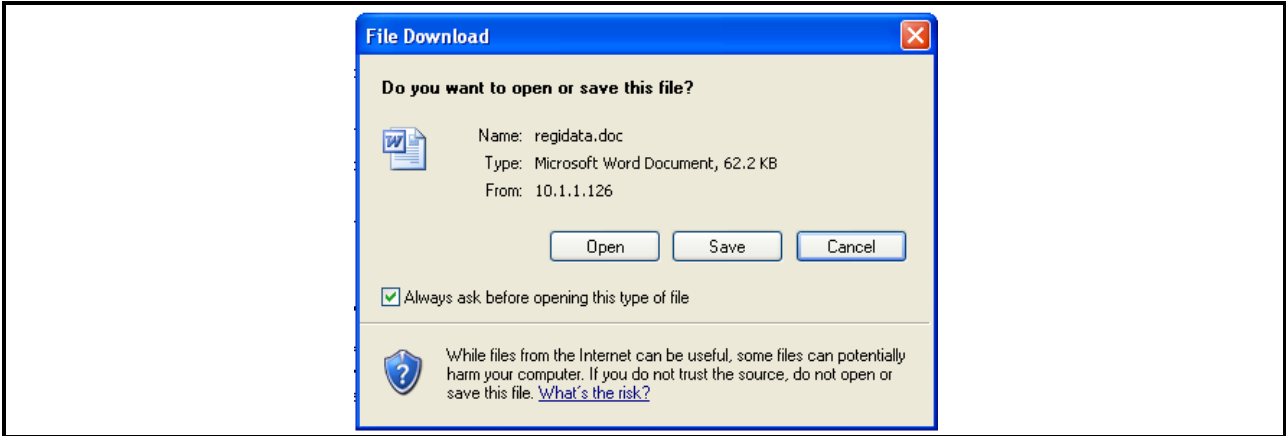 File Download
Do you want to open or save this file?
Name: regidata.doc
Type: Microsoft Word Document, 62.2 KB
From: 10.1.1.126
Open Save Cancel
Always ask before opening this type of file
While files from the Internet can be useful, some files can potentially
harm your computer. If you do not trust the source, do not open or
save this file. What's the risk?